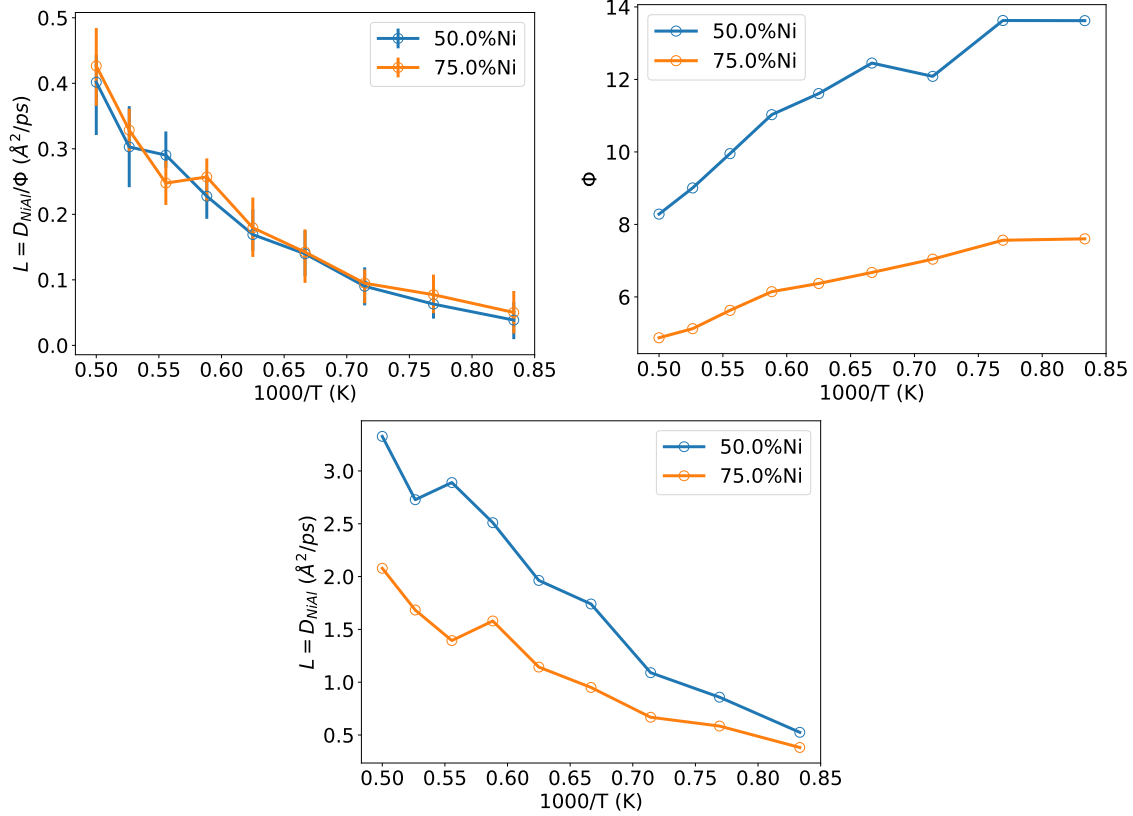 0.5
0.4
0.3
0.2
0.1
0.0
L = D_{NiAl}/Φ (Å²/ps)
50.0%Ni
75.0%Ni
0.50 0.55 0.60 0.65 0.70 0.75 0.80 0.85
1000/T (K)
14
12
10
8
6
Φ
50.0%Ni
75.0%Ni
0.50 0.55 0.60 0.65 0.70 0.75 0.80 0.85
1000/T (K)
3.0
2.5
2.0
1.5
1.0
0.5
L = D_{NiAl} (Å²/ps)
50.0%Ni
75.0%Ni
0.50 0.55 0.60 0.65 0.70 0.75 0.80 0.85
1000/T (K)